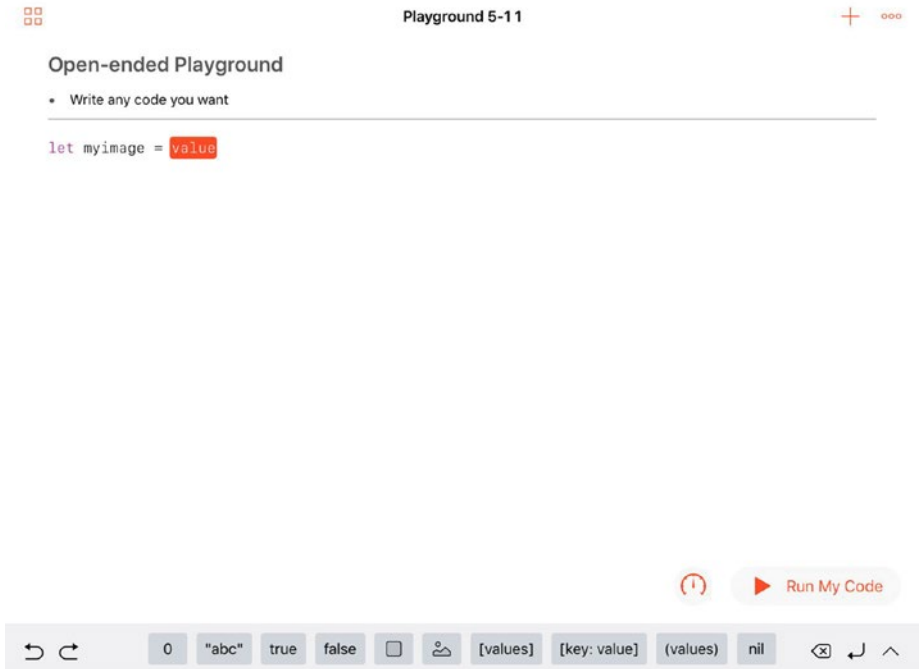 Playground 5-11
Open-ended Playground
• Write any code you want
let myimage = value
Run My Code
0 "abc" true false [values] [key: value] (values) nil